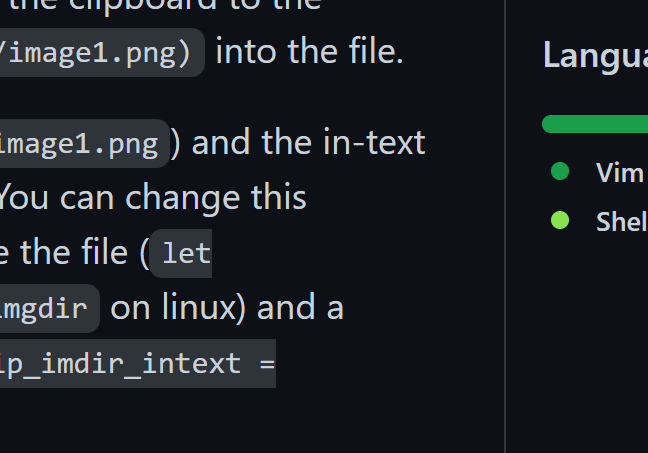 the clipboard to the
/image1.png) into the file.
image1.png) and the in-text
You can change this
the file (let
imgdir on linux) and a
ip_imdir_intext =
Langua
Vim
Shel